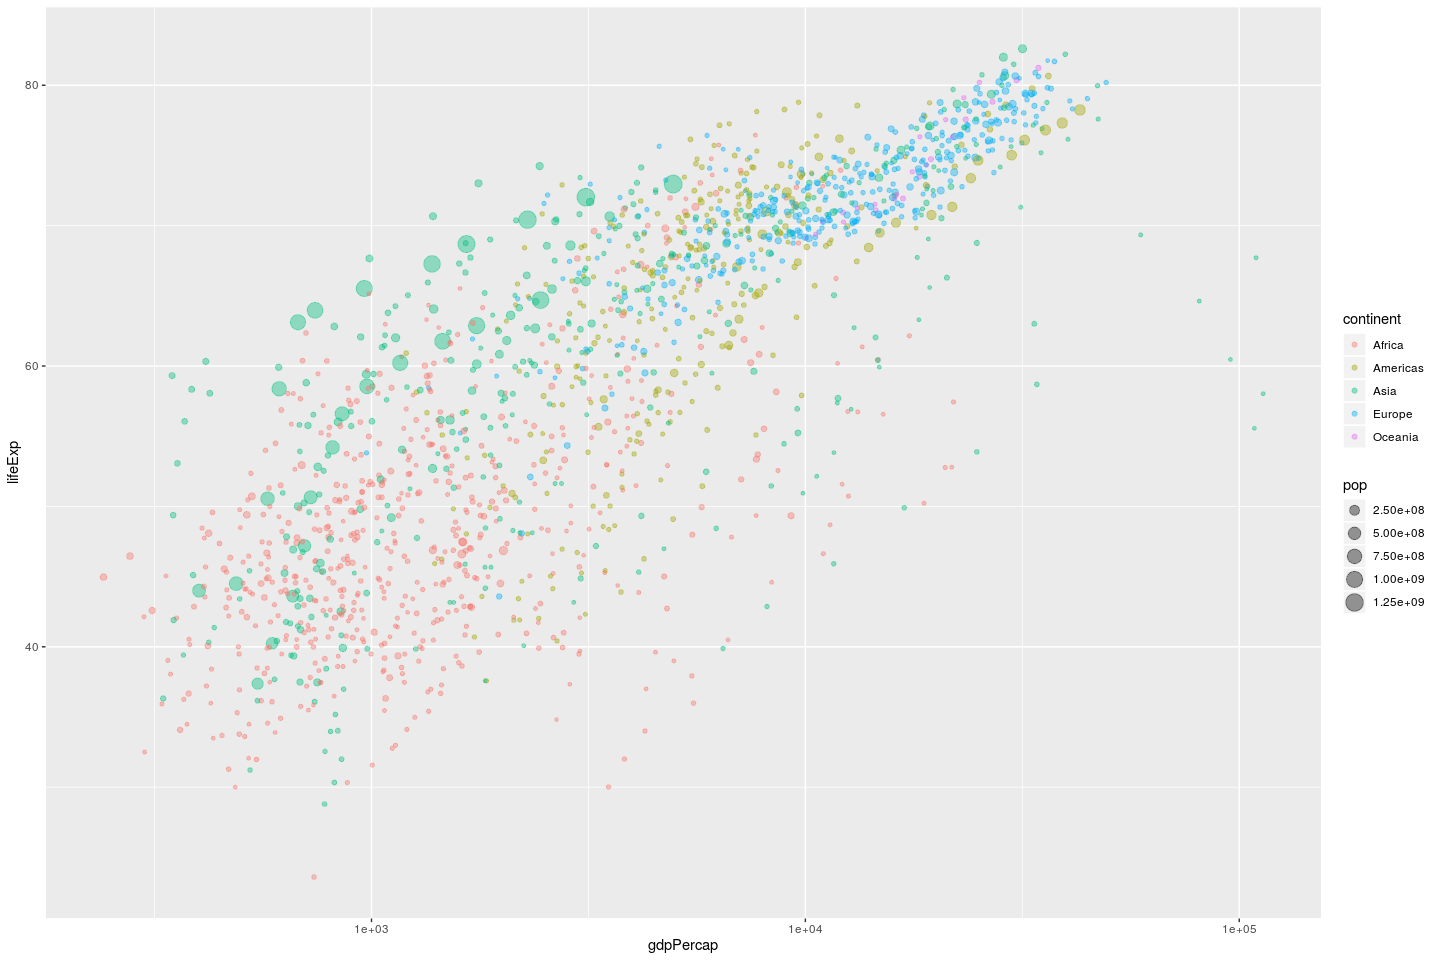 80
60
40
lifeExp
1e+03
1e+04
1e+05
gdpPercap
continent
Africa
Americas
Asia
Europe
Oceania
pop
2.50e+08
5.00e+08
7.50e+08
1.00e+09
1.25e+09